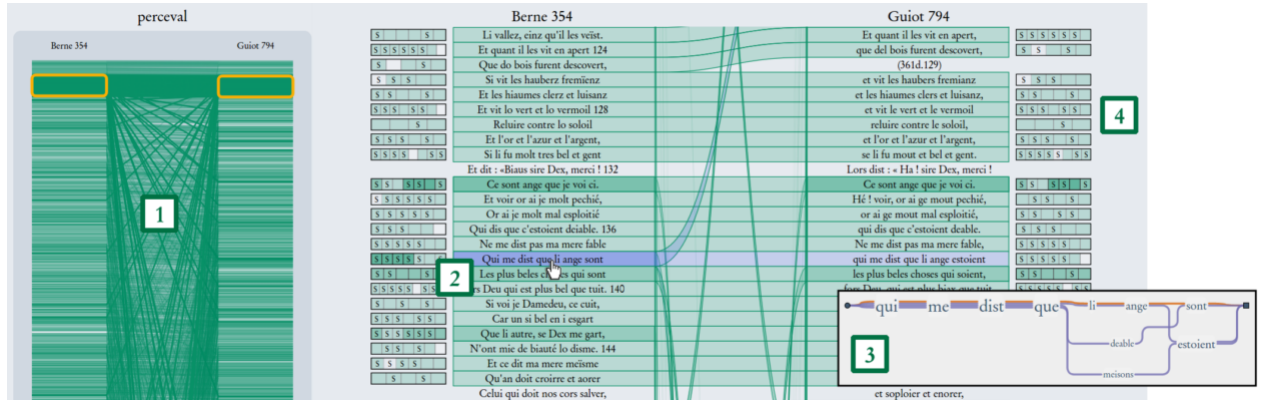 perceval
Berne 354
Guiot 794
1
Berne 354
Guiot 794
Li vallez, einz qu'il les veïst.
Et quant il les vit en apert 124
Que do bois furent descovert,
Si vit les hauberz fremïenz
Et les hiaumes clerz et luisanz
Et vit lo vert et lo vermoil 128
Reluire contre lo soloil
Et l'or et l'azur et l'argent,
Si li fu molt tres bel et gent
Et dit : «Biaus sire Dex, merci ! 132
Ce sont ange que je voi ci.
Et voir or ai je molt pechié,
Or ai je molt mal esploitié
Qui dis que c'estoient deiable. 136
Ne me dist pas ma mere fable
Qui me dist que li ange sont
Les plus beles choses qui sont
rs Deu qui est plus bel que tuit. 140
Si voi je Damedeu, ce cuit,
Car un si bel en i esgart
Que li autre, se Dex me gart,
N'ont mie de biauté lo disme. 144
Et ce dit ma mere meïsme
Qu'an doit croirre et aorer
Celui qui doit nos cors salver,
Et quant il les vit en apert,
que del bois furent descovert,
(361d.129)
et vit les haubers fremianz
et les hiaumes clers et luisanz,
et vit le vert et le vermoil
reluire contre le soloil,
et l'or et l'azur et l'argent,
se li fu mout et bel et gent.
Lors dist : « Ha ! sire Dex, merci !
Ce sont ange que je voi ci.
Hé ! voir, or ai ge mout pechié,
or ai ge mout mal esploitié,
qui dis que c'estoient deable.
Ne me dist pas ma mere fable,
qui me dist que li ange estoient
les plus beles choses qui soient,
fors Deu, qui est plus biax que tuit.
et soploier et enorer,
2
4
3
qui me dist que li ange sont
deable estoient
meisons